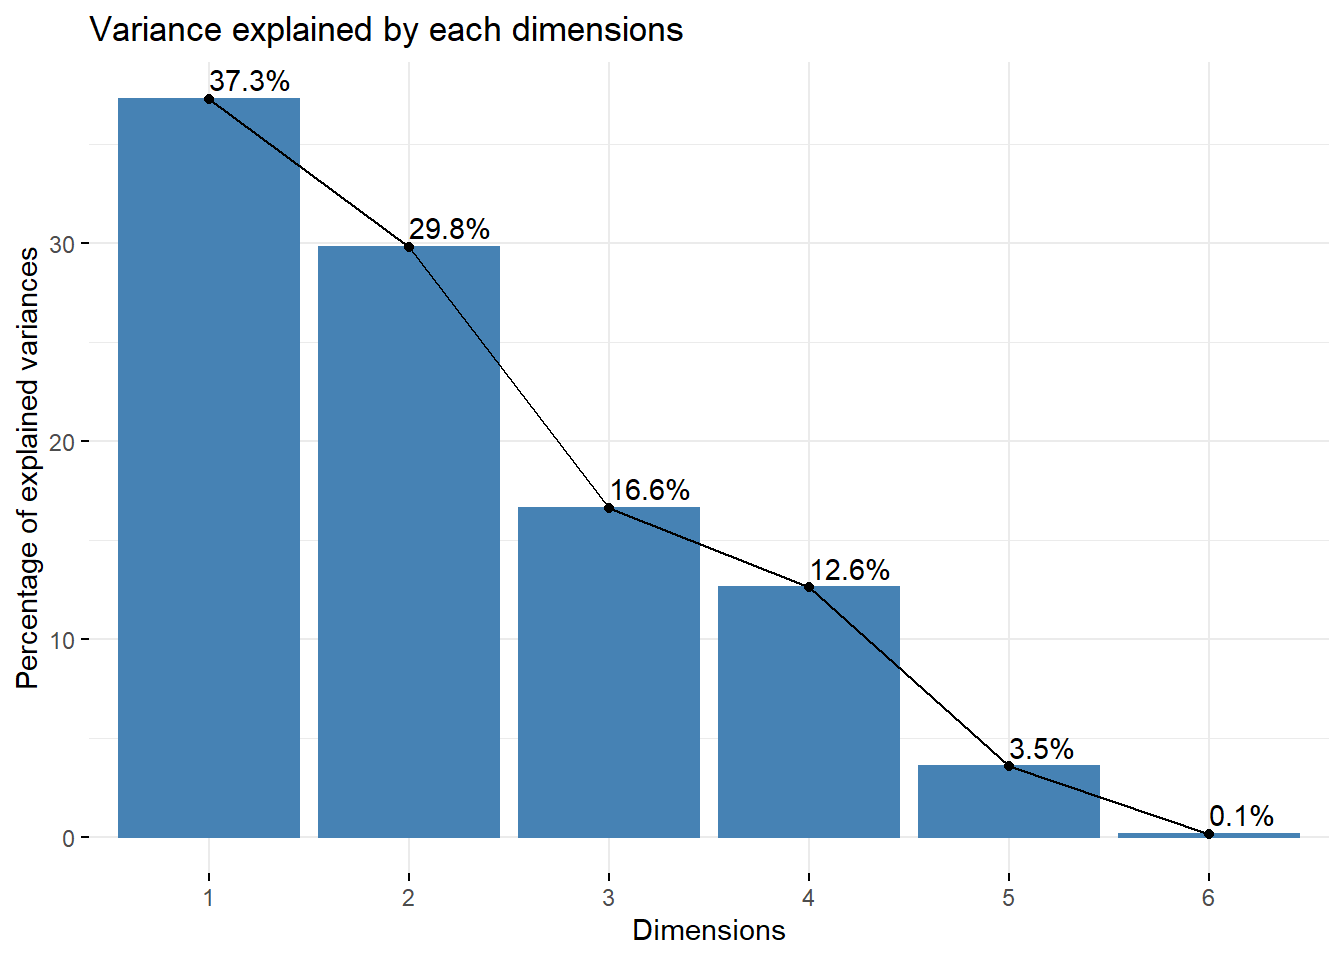 Variance explained by each dimensions
37.3%
29.8%
16.6%
12.6%
3.5%
0.1%
30
20
10
0
Percentage of explained variances
1 2 3 4 5 6
Dimensions